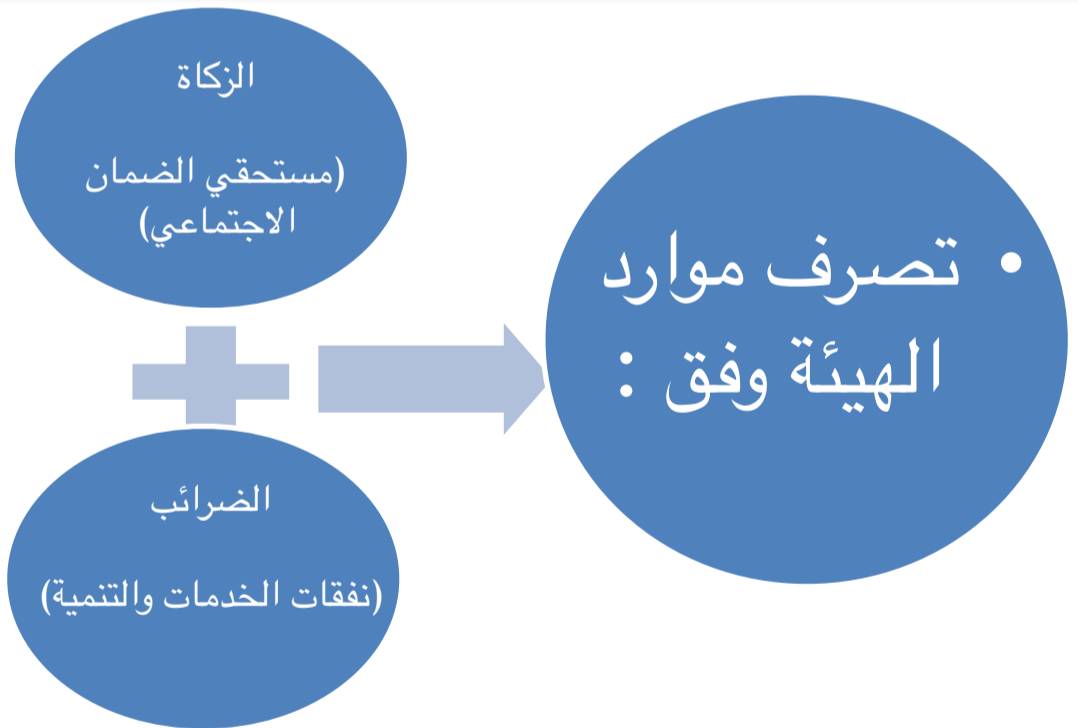 • تصرف موارد
الهيئة وفق :
الزكاة
(مستحقي الضمان
الاجتماعي)
الضرائب
(نفقات الخدمات والتنمية)